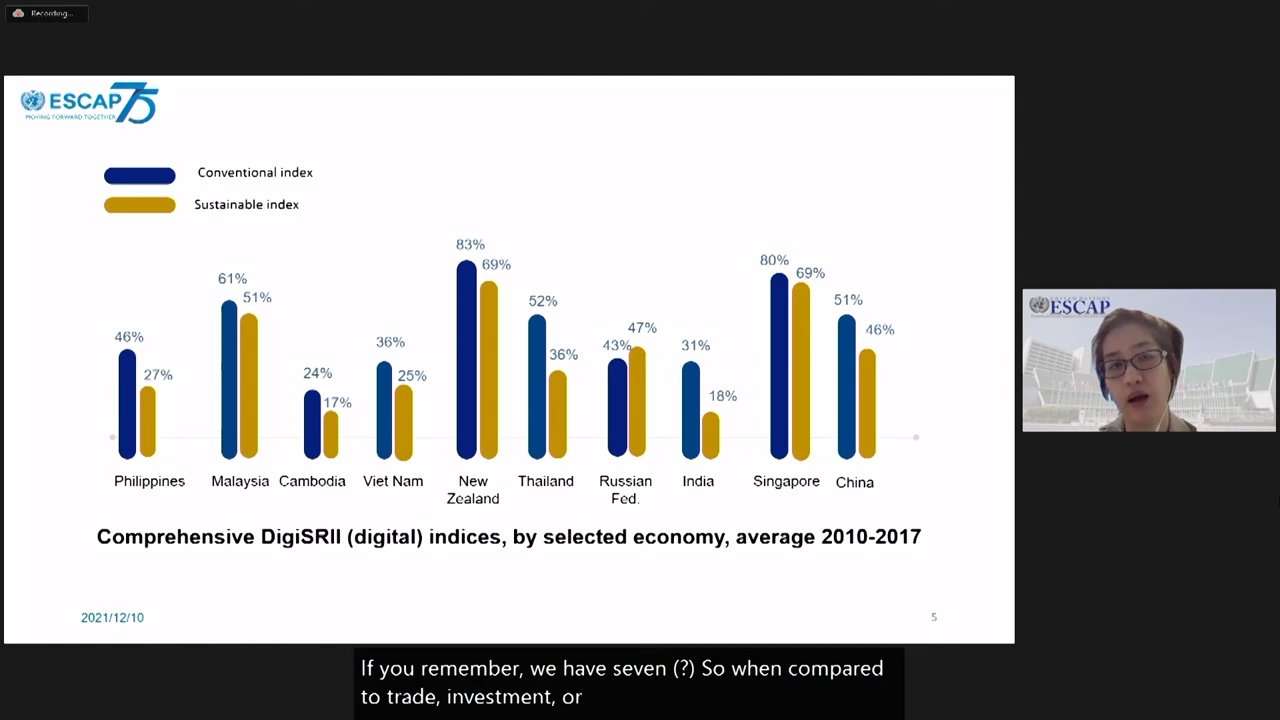 Recording...
ESCAP 75
MOVING FORWARD TOGETHER
Conventional index
Sustainable index
46%
27%
61%
51%
24%
17%
36%
25%
83%
69%
52%
36%
43%
47%
31%
18%
80%
69%
51%
46%
Philippines
Malaysia
Cambodia
Viet Nam
New
Zealand
Thailand
Russian
Fed.
India
Singapore
China
Comprehensive DigiSRII (digital) indices, by selected economy, average 2010-2017
2021/12/10
5
UNITED NATIONS
ESCAP
If you remember, we have seven (?) So when compared
to trade, investment, or